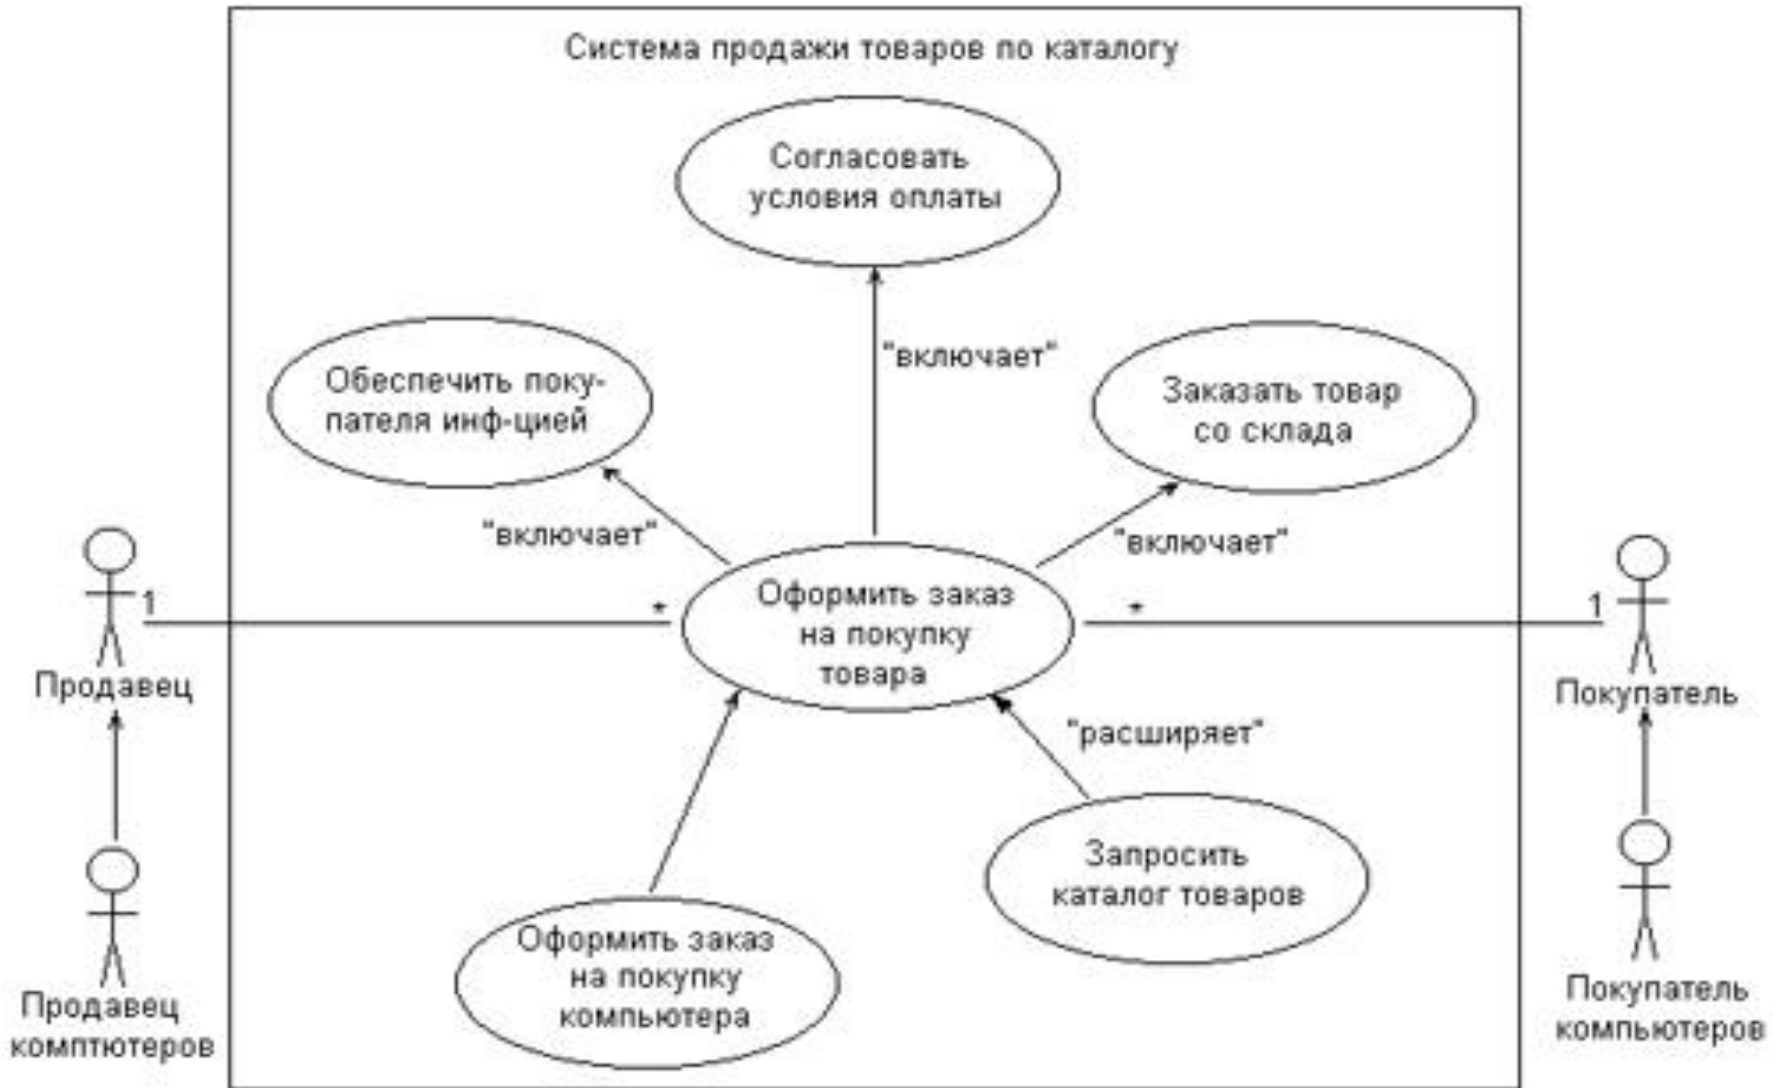 Система продажи товаров по каталогу
Согласовать
условия оплаты
"включает"
Обеспечить поку-
пателя инф-цией
Заказать товар
со склада
"включает"
"включает"
1
*
Оформить заказ
на покупку
товара
*
1
Продавец
Покупатель
"расширяет"
Запросить
каталог товаров
Оформить заказ
на покупку
компьютера
Продавец
комптютеров
Покупатель
компьютеров